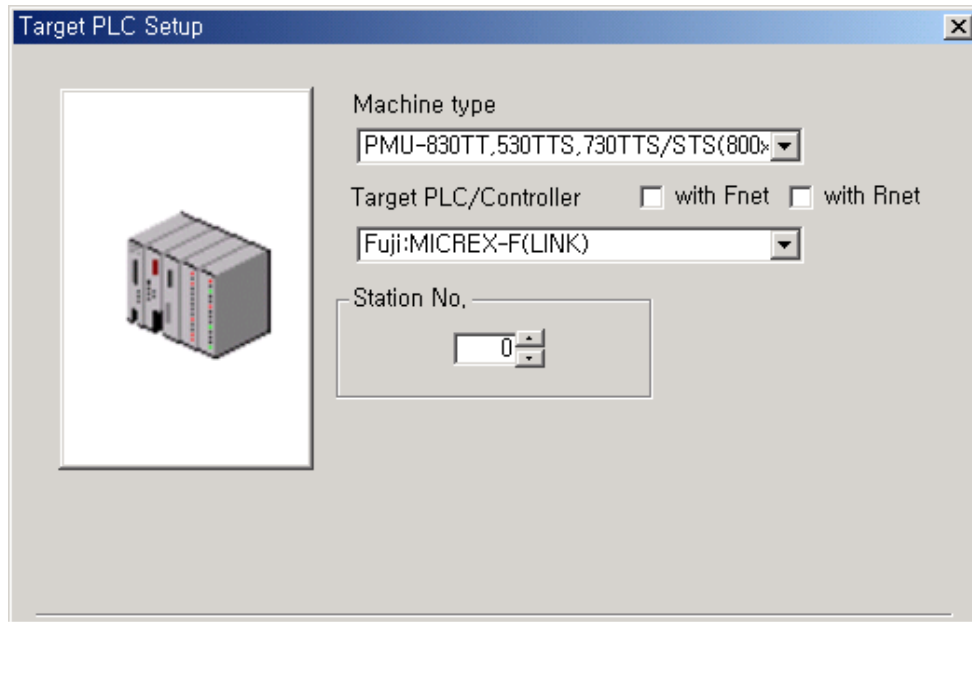 Target PLC Setup
Machine type
PMU-830TT,530TTS,730TTS/STS(800x
Target PLC/Controller with Fnet with Rnet
Fuji:MICREX-F(LINK)
Station No.
0